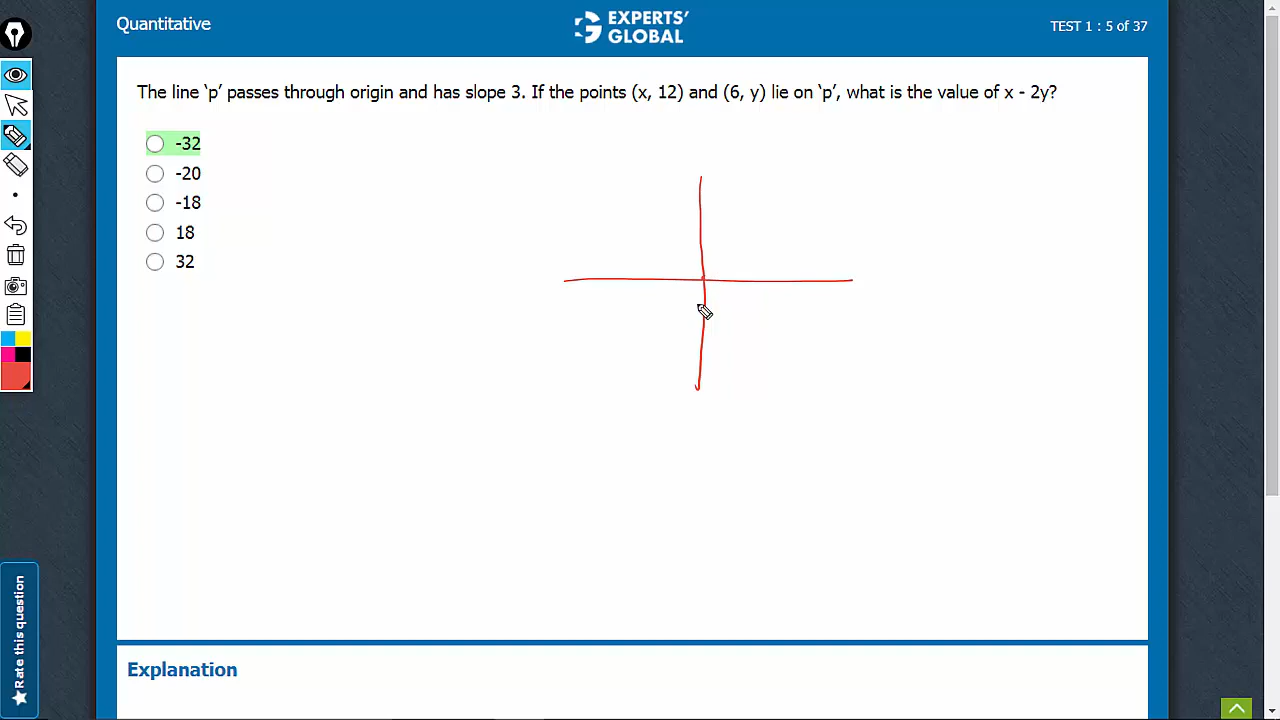 Quantitative
EXPERTS’
GLOBAL
TEST 1 : 5 of 37
The line ‘p’ passes through origin and has slope 3. If the points (x, 12) and (6, y) lie on ‘p’, what is the value of x - 2y?
-32
-20
-18
18
32
Rate this question
Explanation